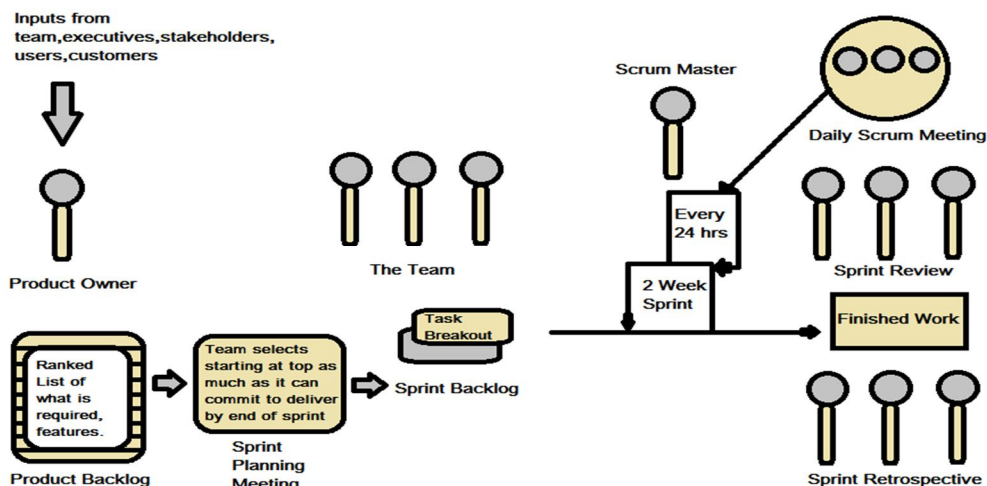 Inputs from
team,executives,stakeholders,
users,customers
Product Owner
The Team
Scrum Master
Daily Scrum Meeting
Every
24 hrs
2 Week
Sprint
Sprint Review
Finished Work
Sprint Retrospective
Ranked
List of
what is
required,
features.
Product Backlog
Team selects
starting at top as
much as it can
commit to deliver
by end of sprint
Sprint
Planning
Meeting
Task
Breakout
Sprint Backlog